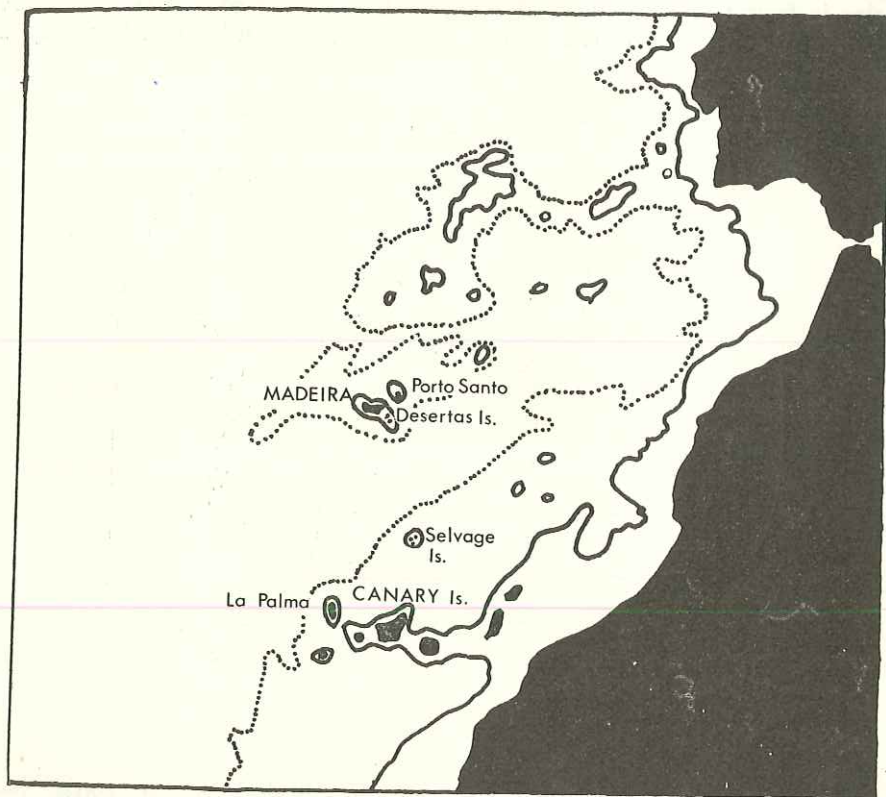 MADEIRA
Porto Santo
Desertas Is.
Selvage
Is.
La Palma
CANARY Is.